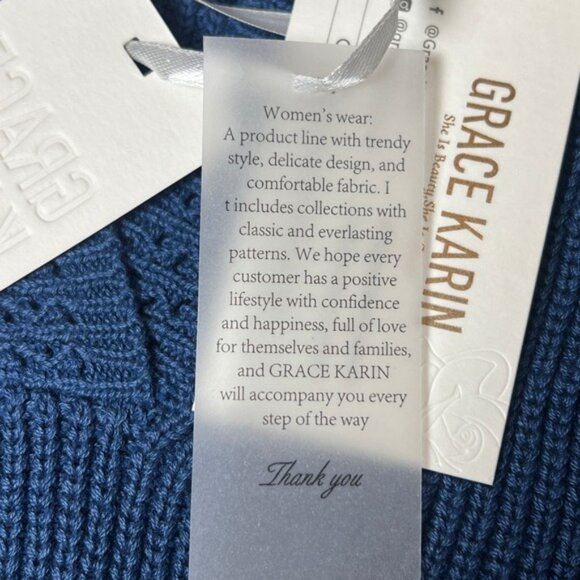 Women's wear:
A product line with trendy
style, delicate design, and
comfortable fabric. I
t includes collections with
classic and everlasting
patterns. We hope every
customer has a positive
lifestyle with confidence
and happiness, full of love
for themselves and families,
and GRACE KARIN
will accompany you every
step of the way
Thank you
GRACE KARIN
She Is Beauty, She